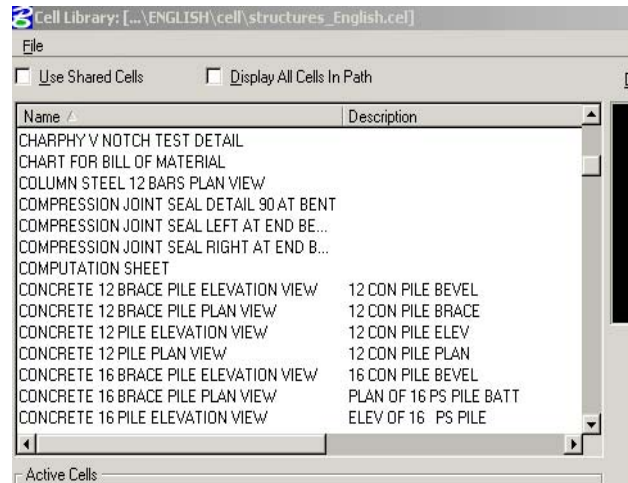 Cell Library: [...\ENGLISH\cell\structures_English.cel]
File
Use Shared Cells Display All Cells In Path
Name Description
CHARPHY V NOTCH TEST DETAIL
CHART FOR BILL OF MATERIAL
COLUMN STEEL 12 BARS PLAN VIEW
COMPRESSION JOINT SEAL DETAIL 90 AT BENT
COMPRESSION JOINT SEAL LEFT AT END BE...
COMPRESSION JOINT SEAL RIGHT AT END B...
COMPUTATION SHEET
CONCRETE 12 BRACE PILE ELEVATION VIEW 12 CON PILE BEVEL
CONCRETE 12 BRACE PILE PLAN VIEW 12 CON PILE BRACE
CONCRETE 12 PILE ELEVATION VIEW 12 CON PILE ELEV
CONCRETE 12 PILE PLAN VIEW 12 CON PILE PLAN
CONCRETE 16 BRACE PILE ELEVATION VIEW 16 CON PILE BEVEL
CONCRETE 16 BRACE PILE PLAN VIEW PLAN OF 16 PS PILE BATT
CONCRETE 16 PILE ELEVATION VIEW ELEV OF 16 PS PILE
Active Cells